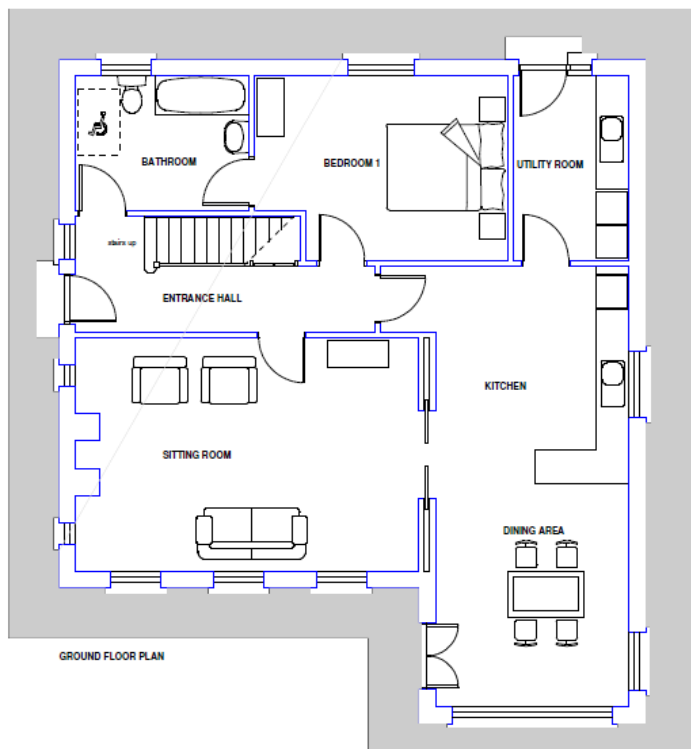 BATHROOM
BEDROOM 1
UTILITY ROOM
stairs up
ENTRANCE HALL
KITCHEN
SITTING ROOM
DINING AREA
GROUND FLOOR PLAN